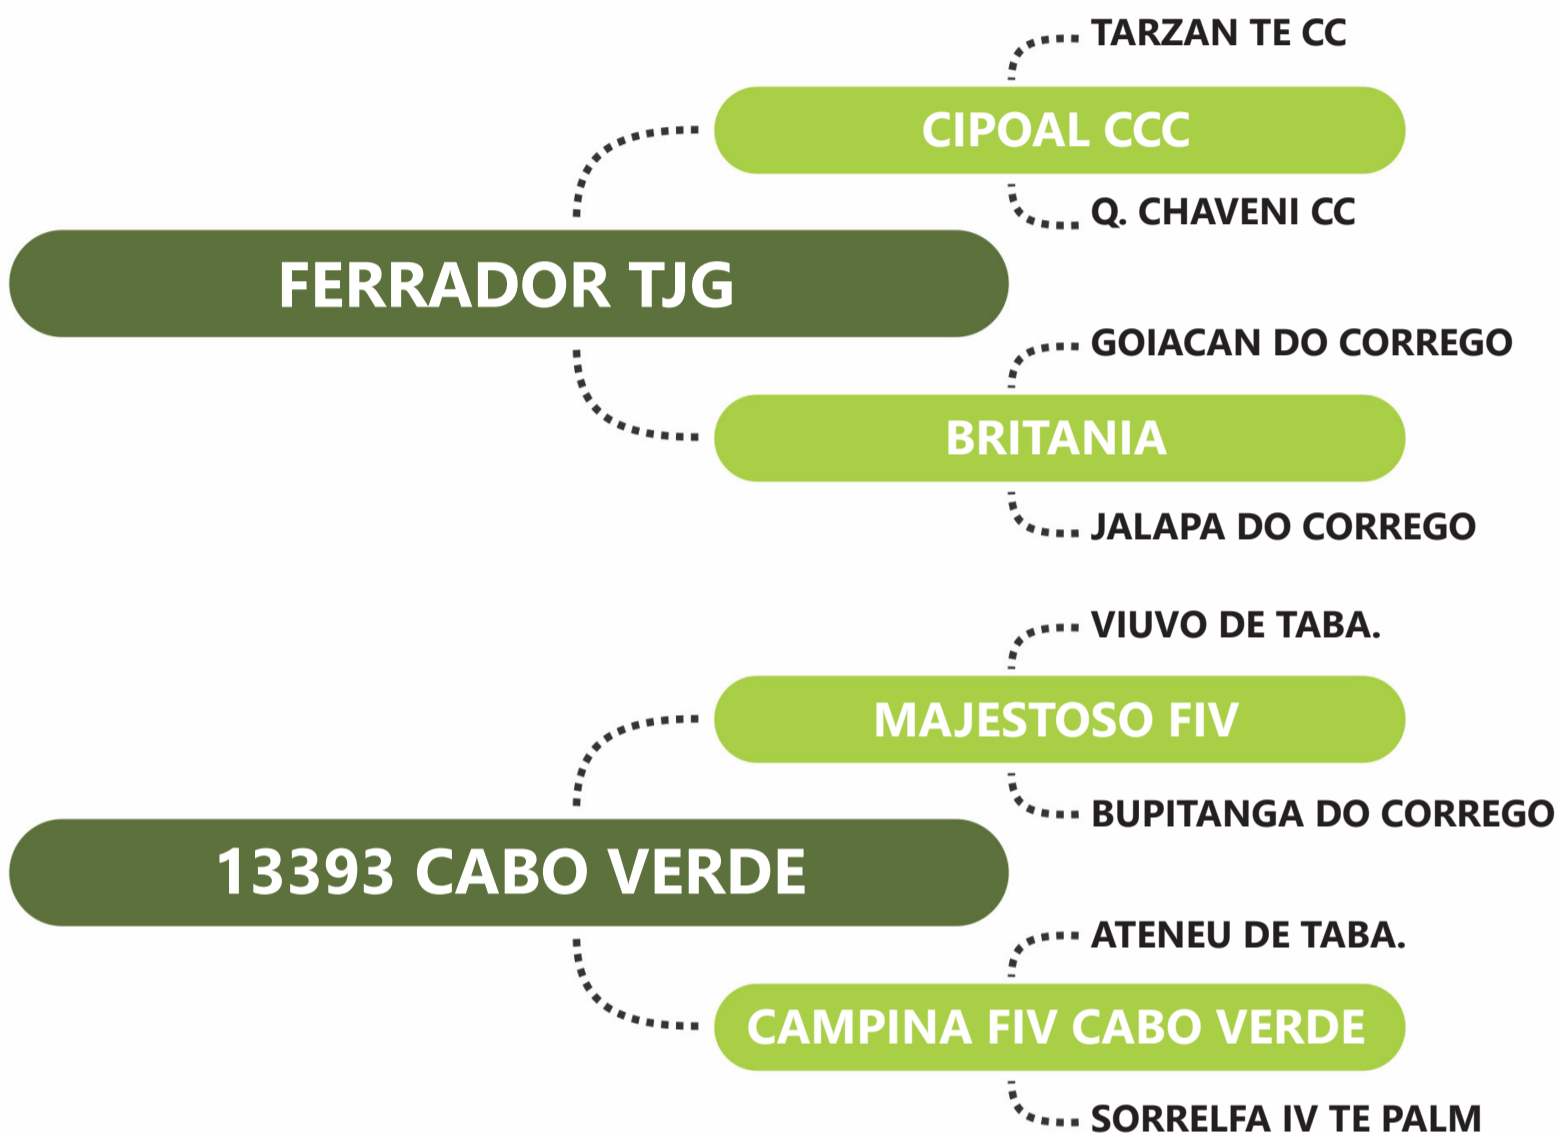 TARZAN TE CC
CIPOAL CCC
Q. CHAVENI CC
FERRADOR TJG
GOIACAN DO CORREGO
BRITANIA
JALAPA DO CORREGO
VIUVO DE TABA.
MAJESTOSO FIV
BUPITANGA DO CORREGO
13393 CABO VERDE
ATENEU DE TABA.
CAMPINA FIV CABO VERDE
SORRELFA IV TE PALM